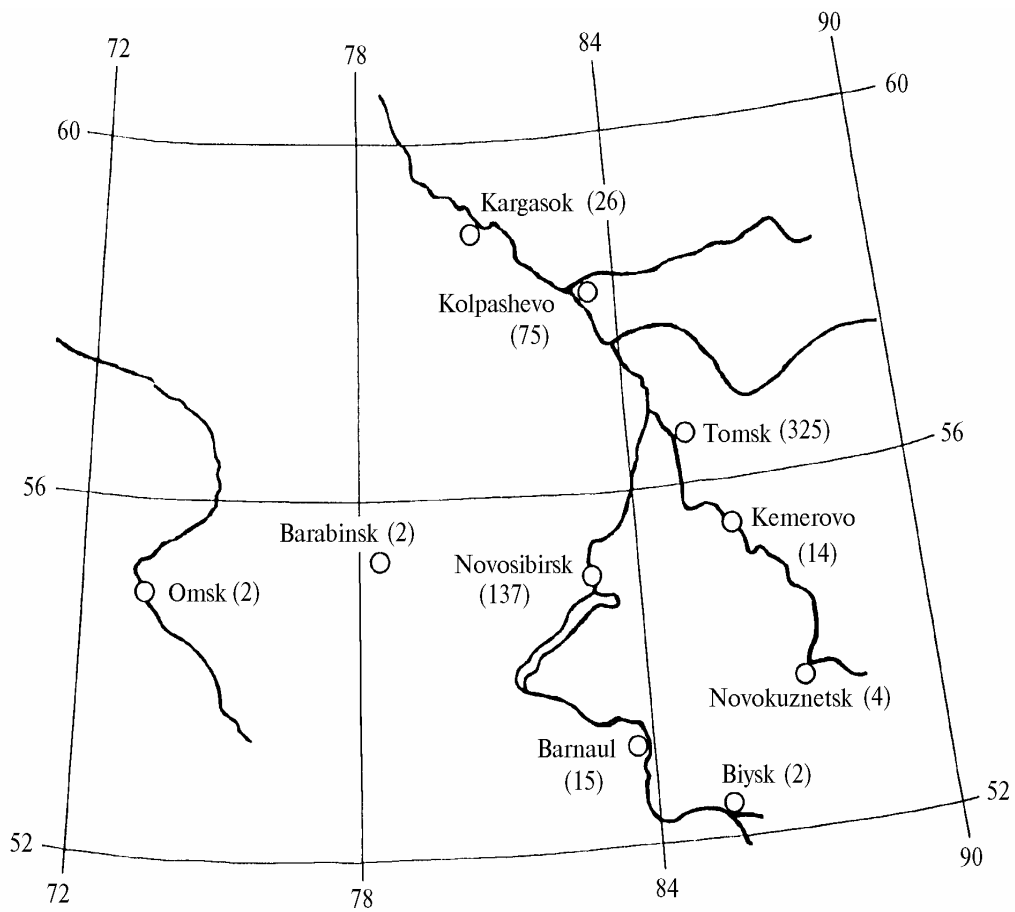 90
84
72
78
60
60
Kargasok (26)
Kolpashevo
(75)
Tomsk (325)
56
56
Kemerovo
(14)
Barabinsk (2)
Novosibirsk
(137)
Omsk (2)
Novokuznetsk (4)
Barnaul
(15)
Biysk (2)
52
52
90
72
78
84